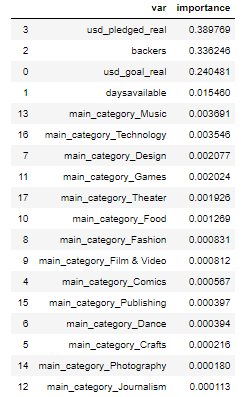 var importance
3 usd_pledged_real 0.389769
2 backers 0.336246
0 usd_goal_real 0.240481
1 daysavailable 0.015460
13 main_category_Music 0.003691
16 main_category_Technology 0.003546
7 main_category_Design 0.002077
11 main_category_Games 0.002024
17 main_category_Theater 0.001926
10 main_category_Food 0.001269
8 main_category_Fashion 0.000831
9 main_category_Film & Video 0.000812
4 main_category_Comics 0.000567
15 main_category_Publishing 0.000397
6 main_category_Dance 0.000394
5 main_category_Crafts 0.000216
14 main_category_Photography 0.000180
12 main_category_Journalism 0.000113